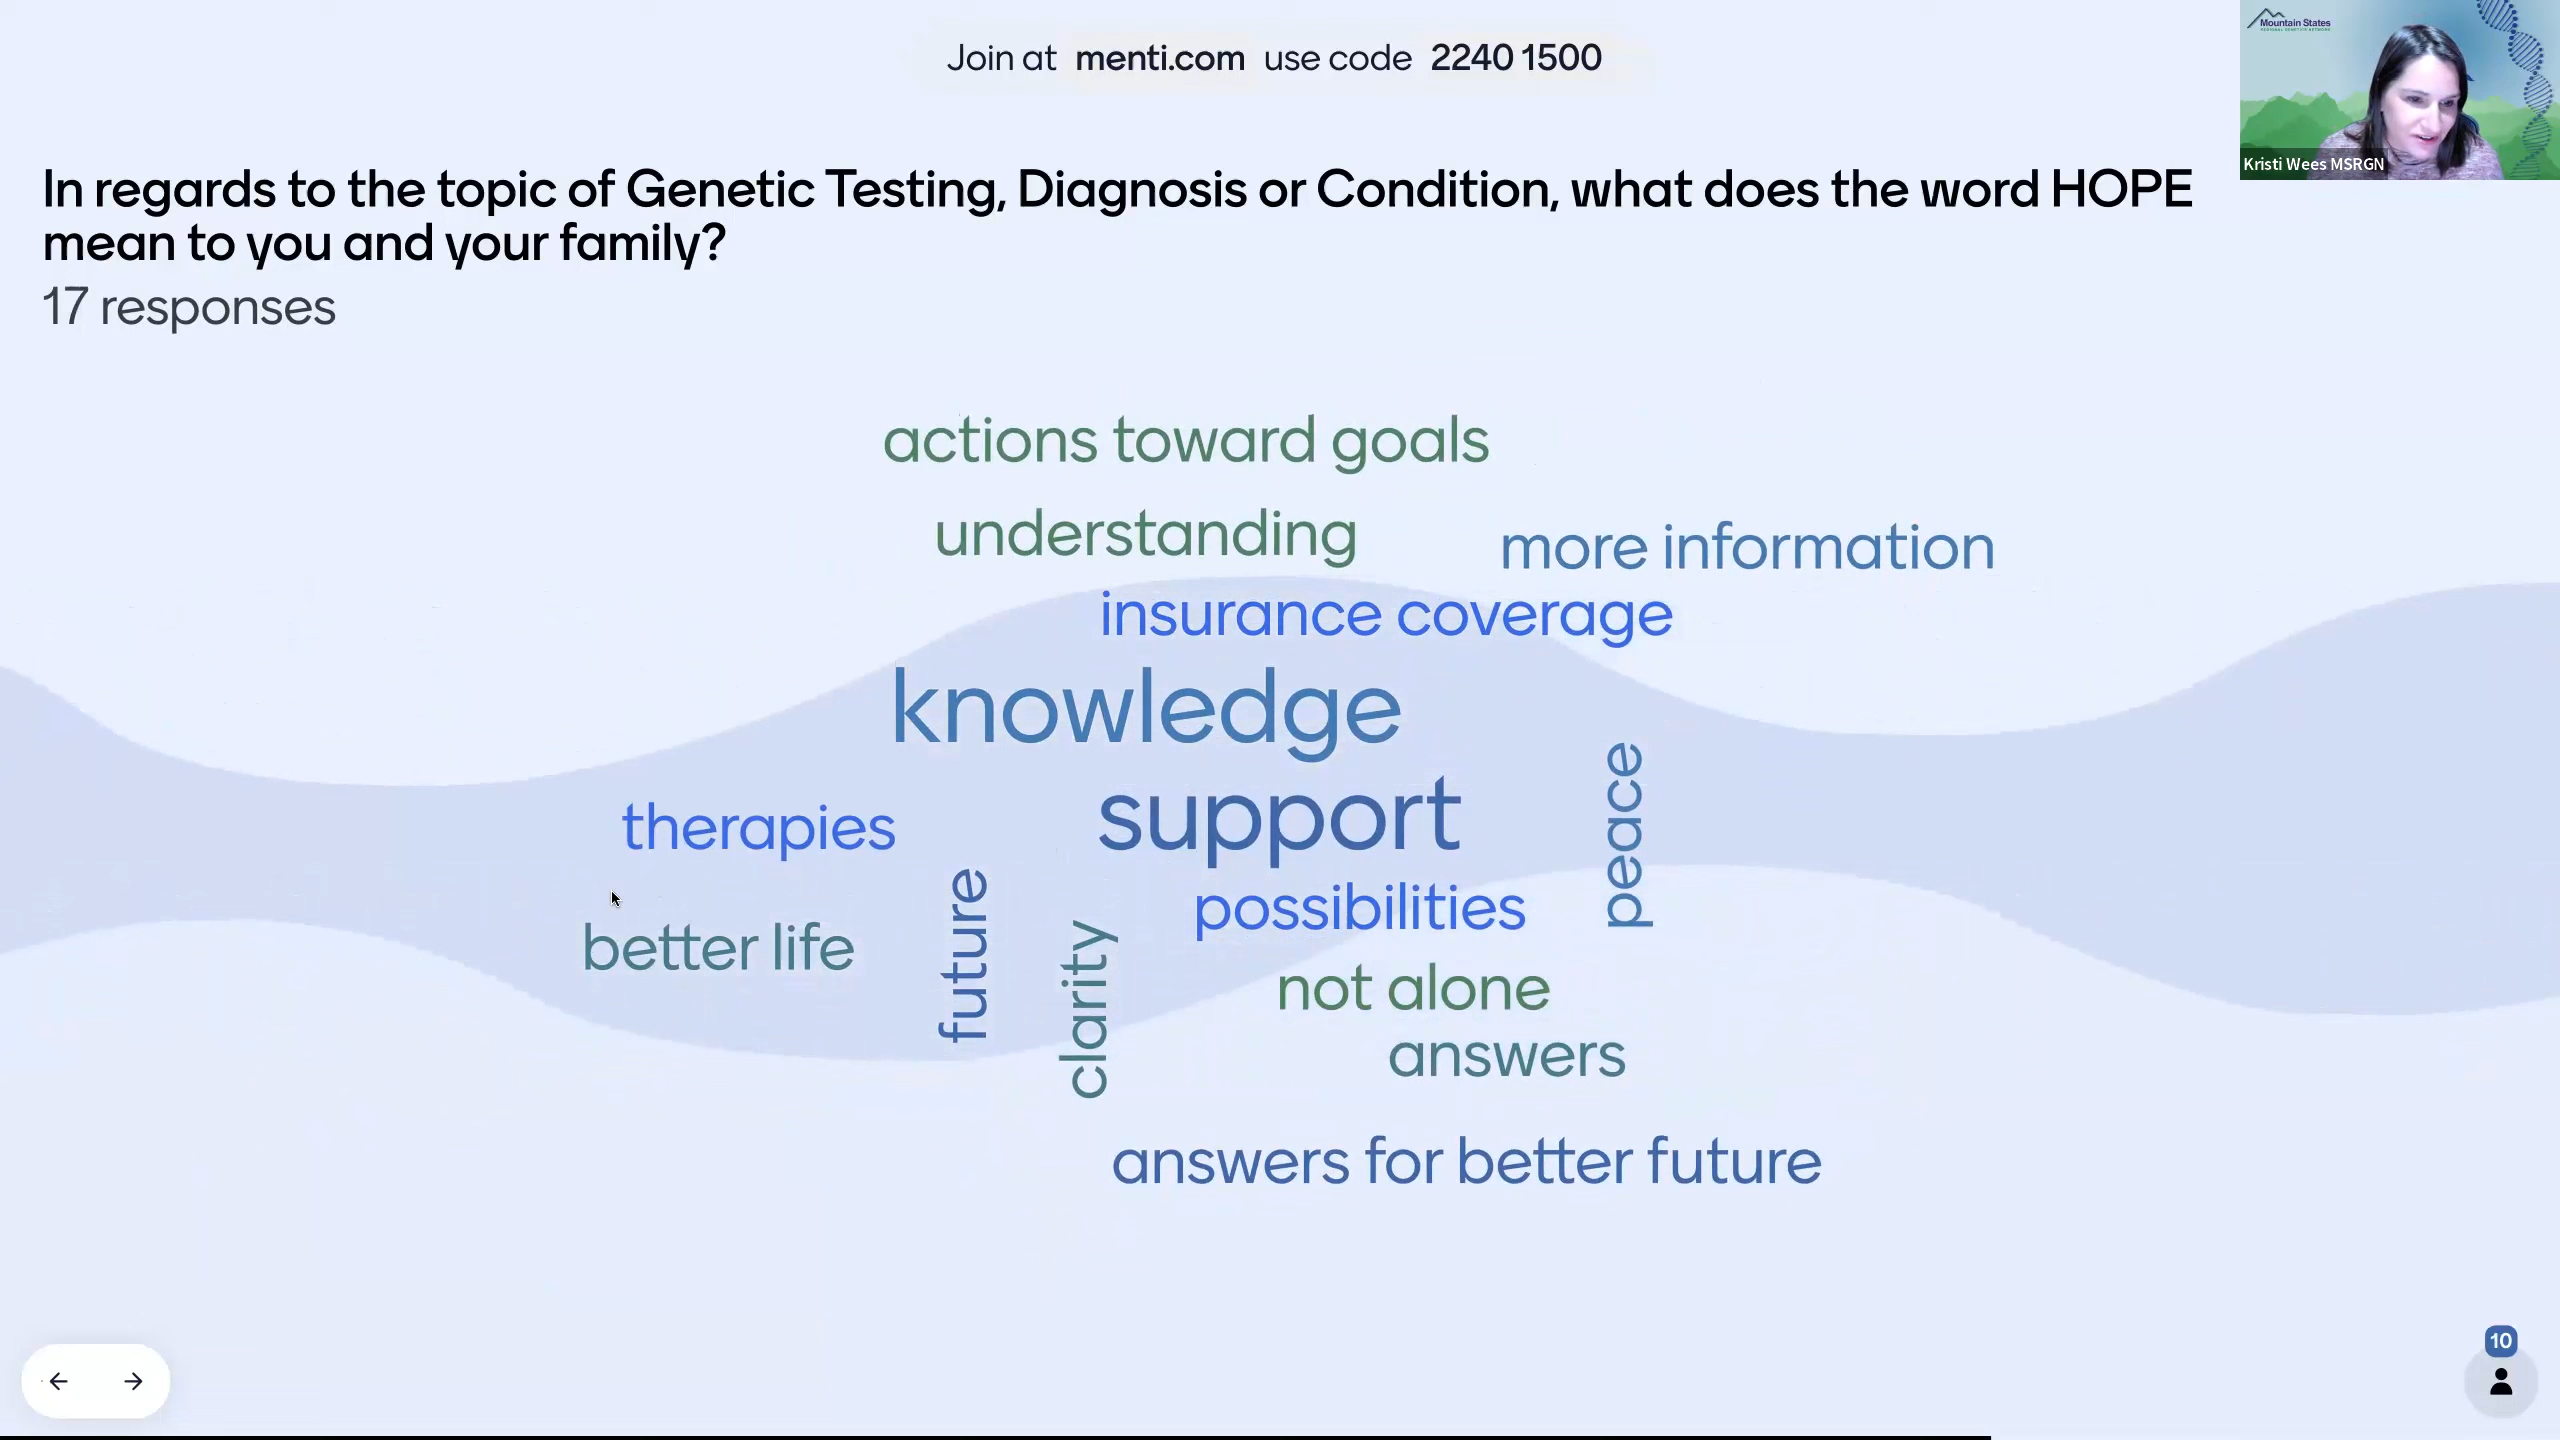 Join at menti.com use code 2240 1500
Mountain States
REGIONAL GENETICS NETWORK
Kristi Wees MSRGN
In regards to the topic of Genetic Testing, Diagnosis or Condition, what does the word HOPE
mean to you and your family?
17 responses
actions toward goals
understanding
more information
insurance coverage
knowledge
support
peace
therapies
possibilities
future
better life
clarity
not alone
answers
answers for better future
10